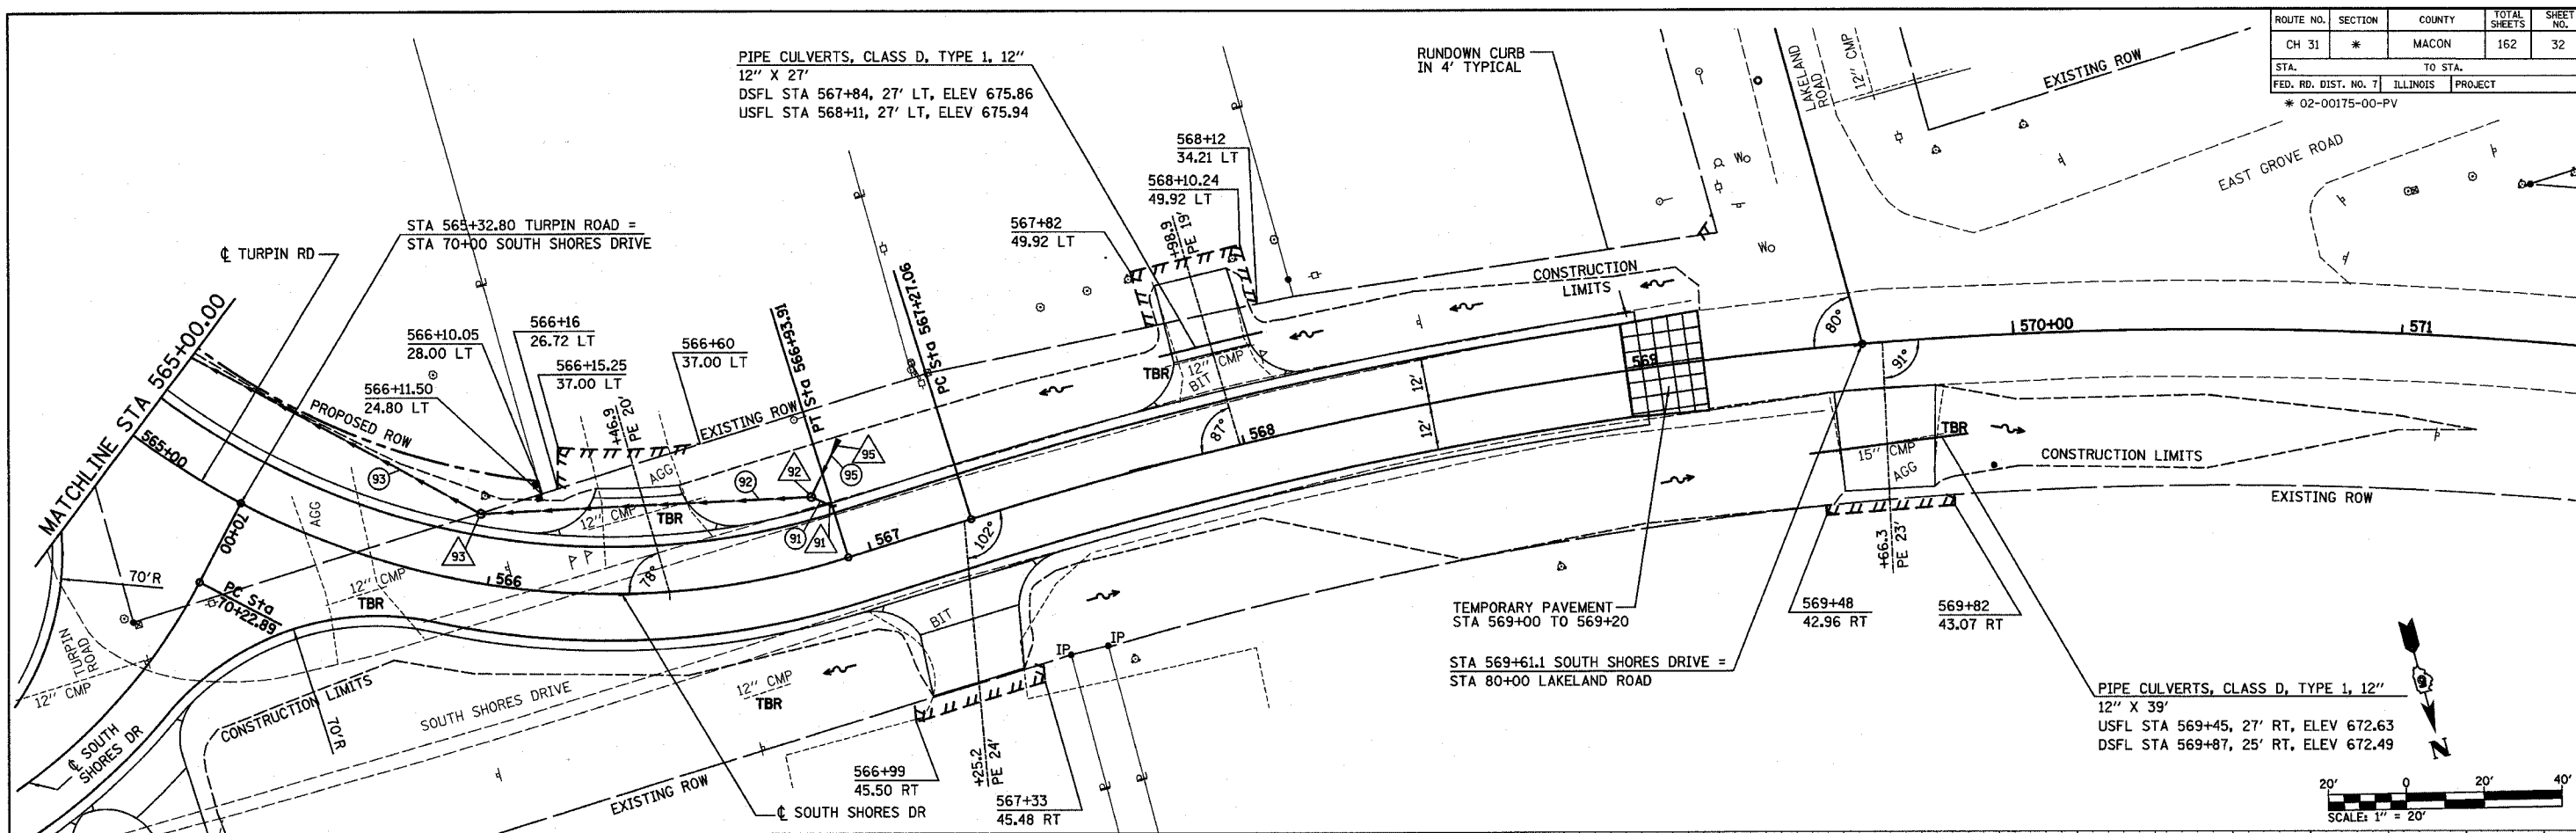 ROUTE NO. SECTION COUNTY TOTAL SHEETS SHEET NO.
CH 31 * MACON 162 32
STA. TO STA.
FED. RD. DIST. NO. 7 ILLINOIS PROJECT
* 02-00175-00-PV
PIPE CULVERTS, CLASS D, TYPE 1, 12"
12" X 27'
DSFL STA 567+84, 27' LT, ELEV 675.86
USFL STA 568+11, 27' LT, ELEV 675.94
RUNDOWN CURB
IN 4' TYPICAL
LAKELAND
ROAD
12" CMP
EXISTING ROW
EAST GROVE ROAD
568+12
34.21 LT
568+10.24
49.92 LT
567+82
49.92 LT
+98.9
PE 19'
STA 565+32.80 TURPIN ROAD =
STA 70+00 SOUTH SHORES DRIVE
℄ TURPIN RD
MATCHLINE STA 565+00.00
566+10.05
28.00 LT
566+16
26.72 LT
566+15.25
37.00 LT
566+11.50
24.80 LT
566+60
37.00 LT
+46.9
PE 20'
PT Sta 566+93.91
PC Sta 567+27.06
EXISTING ROW
PROPOSED ROW
CONSTRUCTION
LIMITS
Wo
Wo
TBR
12" CMP
BIT
AGG
12" CMP
TBR
AGG
12" CMP
TBR
93
92
92
95
95
91
91
93
565+00
566
567
568
569
570+00
571
12'
12'
87°
80°
91°
102°
78°
70+00
PC Sta
70+22.89
70'R
TURPIN
ROAD
12" CMP
℄ SOUTH
SHORES DR
CONSTRUCTION LIMITS
70'R
SOUTH SHORES DRIVE
EXISTING ROW
12" CMP
TBR
BIT
IP
IP
566+99
45.50 RT
+25.2
PE 24'
567+33
45.48 RT
℄ SOUTH SHORES DR
TEMPORARY PAVEMENT
STA 569+00 TO 569+20
STA 569+61.1 SOUTH SHORES DRIVE =
STA 80+00 LAKELAND ROAD
15" CMP
AGG
TBR
CONSTRUCTION LIMITS
EXISTING ROW
569+48
42.96 RT
+66.3
PE 23'
569+82
43.07 RT
PIPE CULVERTS, CLASS D, TYPE 1, 12"
12" X 39'
USFL STA 569+45, 27' RT, ELEV 672.63
DSFL STA 569+87, 25' RT, ELEV 672.49
N
20' 0 20' 40'
SCALE: 1" = 20'